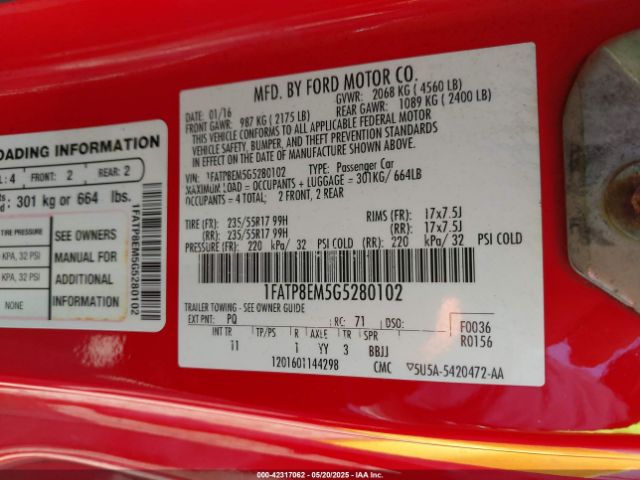 MFD. BY FORD MOTOR CO.
DATE: 01/16 GVWR: 2068 KG ( 4560 LB)
FRONT GAWR: 987 KG ( 2175 LB) REAR GAWR: 1089 KG ( 2400 LB)
THIS VEHICLE CONFORMS TO ALL APPLICABLE FEDERAL MOTOR
VEHICLE SAFETY, BUMPER, AND THEFT PREVENTION STANDARDS
IN EFFECT ON THE DATE OF MANUFACTURE SHOWN ABOVE.
VIN: 1FATP8EM5G5280102 TYPE: Passenger Car
MAXIMUM LOAD = OCCUPANTS + LUGGAGE = 301KG/ 664LB
OCCUPANTS = 4 TOTAL; 2 FRONT, 2 REAR
TIRE (FR): 235/55R17 99H RIMS (FR): 17x7.5J
(RR): 235/55R17 99H (RR): 17x7.5J
PRESSURE (FR): 220 kPa/ 32 PSI COLD (RR): 220 kPa/ 32 PSI COLD
1FATP8EM5G5280102
TRAILER TOWING - SEE OWNER GUIDE
EXT PNT: PQ RC: 71 DSO: F0036
R0156
INT TR TP/PS R AXLE TR SPR
11 1 YY 3 BBJJ
1201601144298 CMC 5U5A-5420472-AA
OADING INFORMATION
: 4 FRONT: 2 REAR: 2
301 kg or 664 lbs.
TIRE PRESSURE
KPA, 32 PSI
KPA, 32 PSI
NONE
SEE OWNERS
MANUAL FOR
ADDITIONAL
INFORMATION
1FATP8EM5G5280102
000-42317062 - 05/20/2025 - IAAI.COM